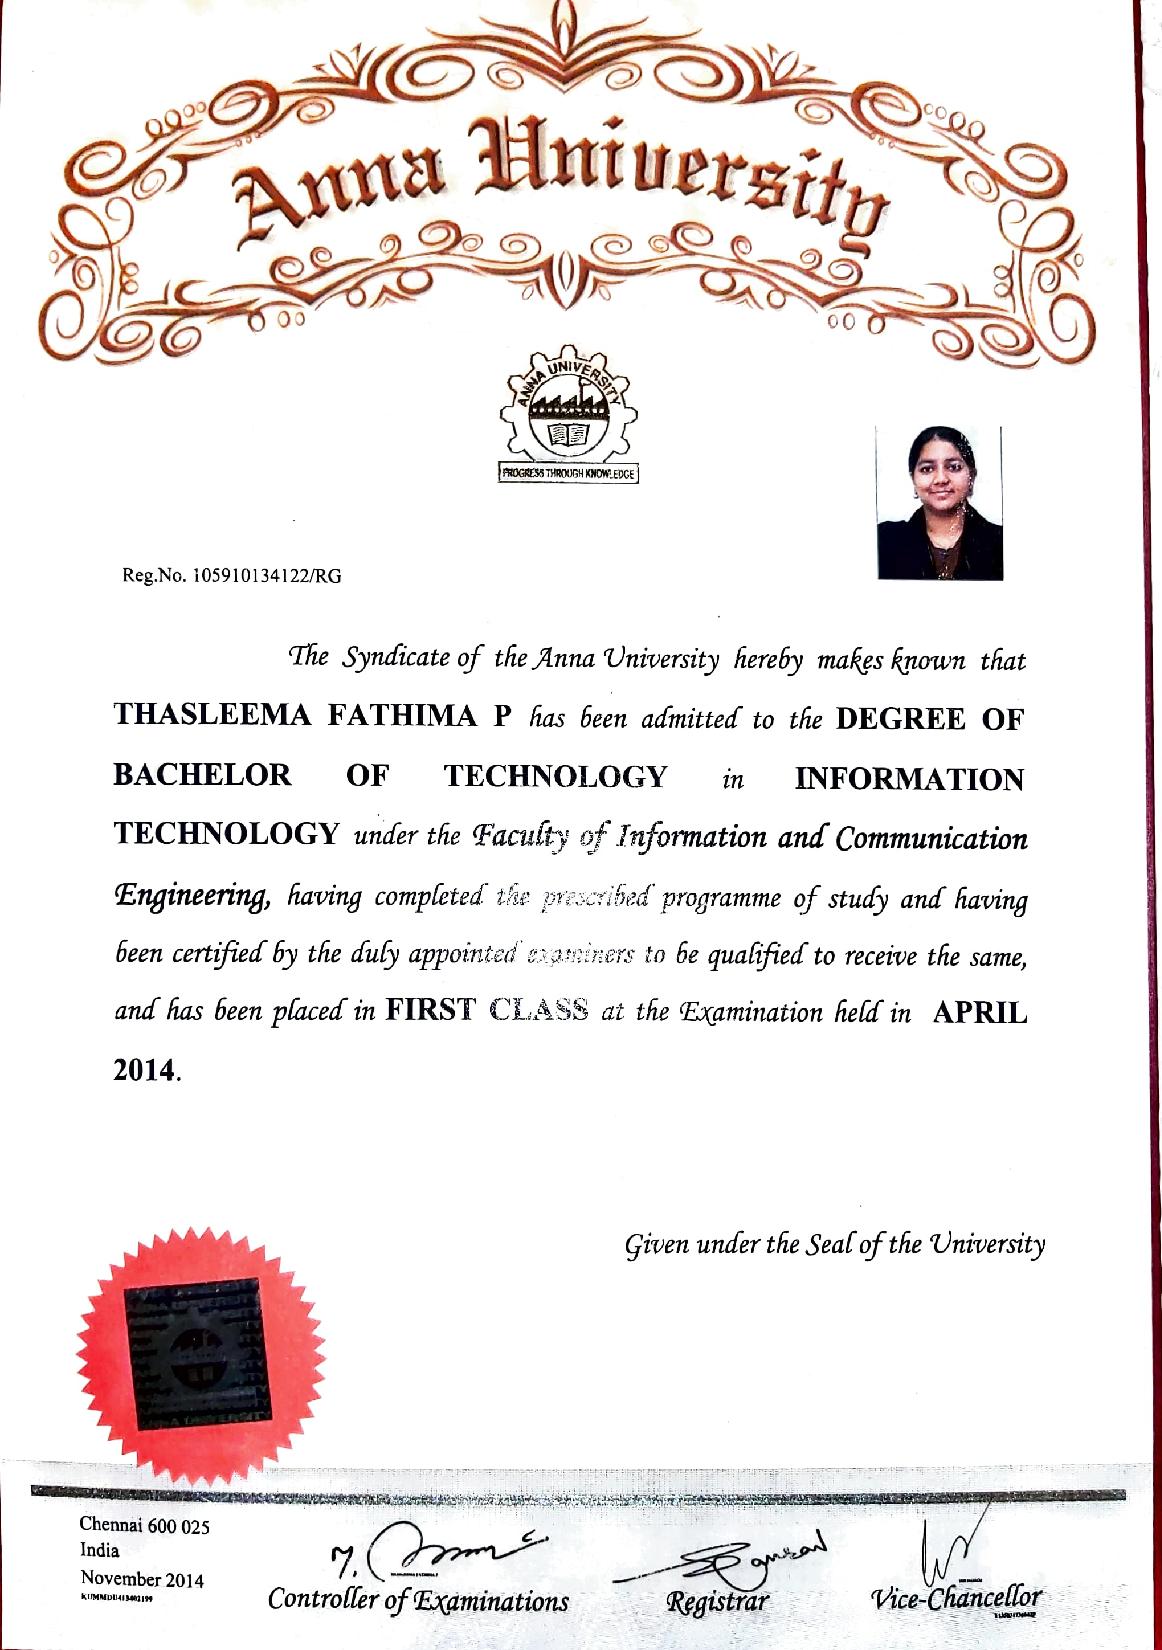 Anna University
ANNA UNIVERSITY
PROGRESS THROUGH KNOWLEDGE
Reg.No. 105910134122/RG
The Syndicate of the Anna University hereby makes known that
THASLEEMA FATHIMA P has been admitted to the DEGREE OF
BACHELOR OF TECHNOLOGY in INFORMATION
TECHNOLOGY under the Faculty of Information and Communication
Engineering, having completed the prescribed programme of study and having
been certified by the duly appointed examiners to be qualified to receive the same,
and has been placed in FIRST CLASS at the Examination held in APRIL
2014.
Given under the Seal of the University
ANNA UNIVERSITY
ANNA UNIVERSITY
Chennai 600 025
India
November 2014
Controller of Examinations
Registrar
Vice-Chancellor